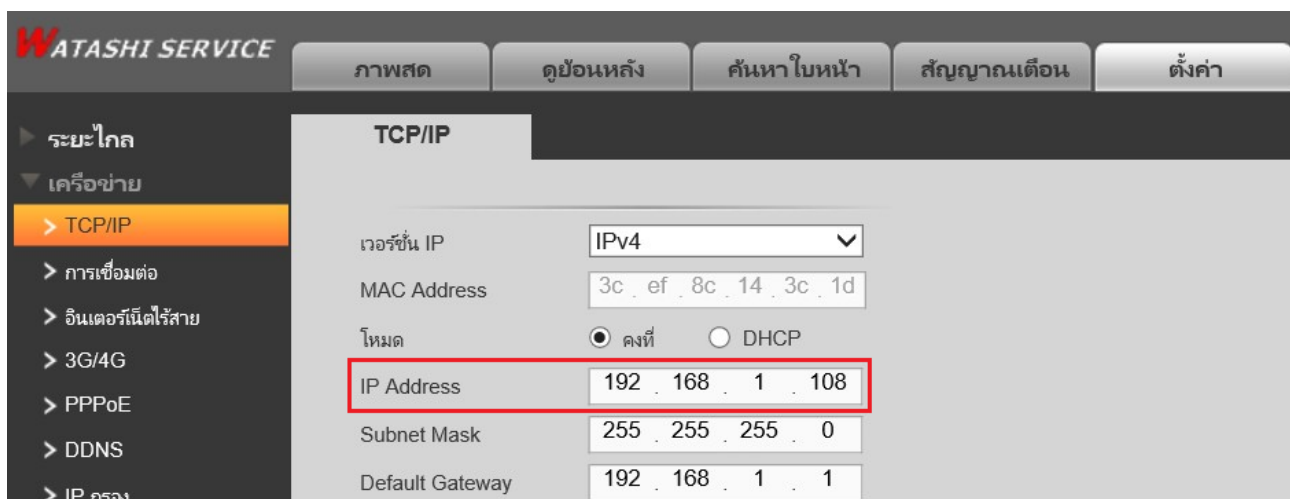 WATASHI SERVICE
ภาพสด
ดูย้อนหลัง
ค้นหาใบหน้า
สัญญาณเตือน
ตั้งค่า
ระยะไกล
เครือข่าย
TCP/IP
การเชื่อมต่อ
อินเตอร์เน็ตไร้สาย
3G/4G
PPPoE
DDNS
IP กรอง
TCP/IP
เวอร์ชั่น IP IPv4
MAC Address 3c . ef . 8c . 14 . 3c . 1d
โหมด คงที่ DHCP
IP Address 192 . 168 . 1 . 108
Subnet Mask 255 . 255 . 255 . 0
Default Gateway 192 . 168 . 1 . 1